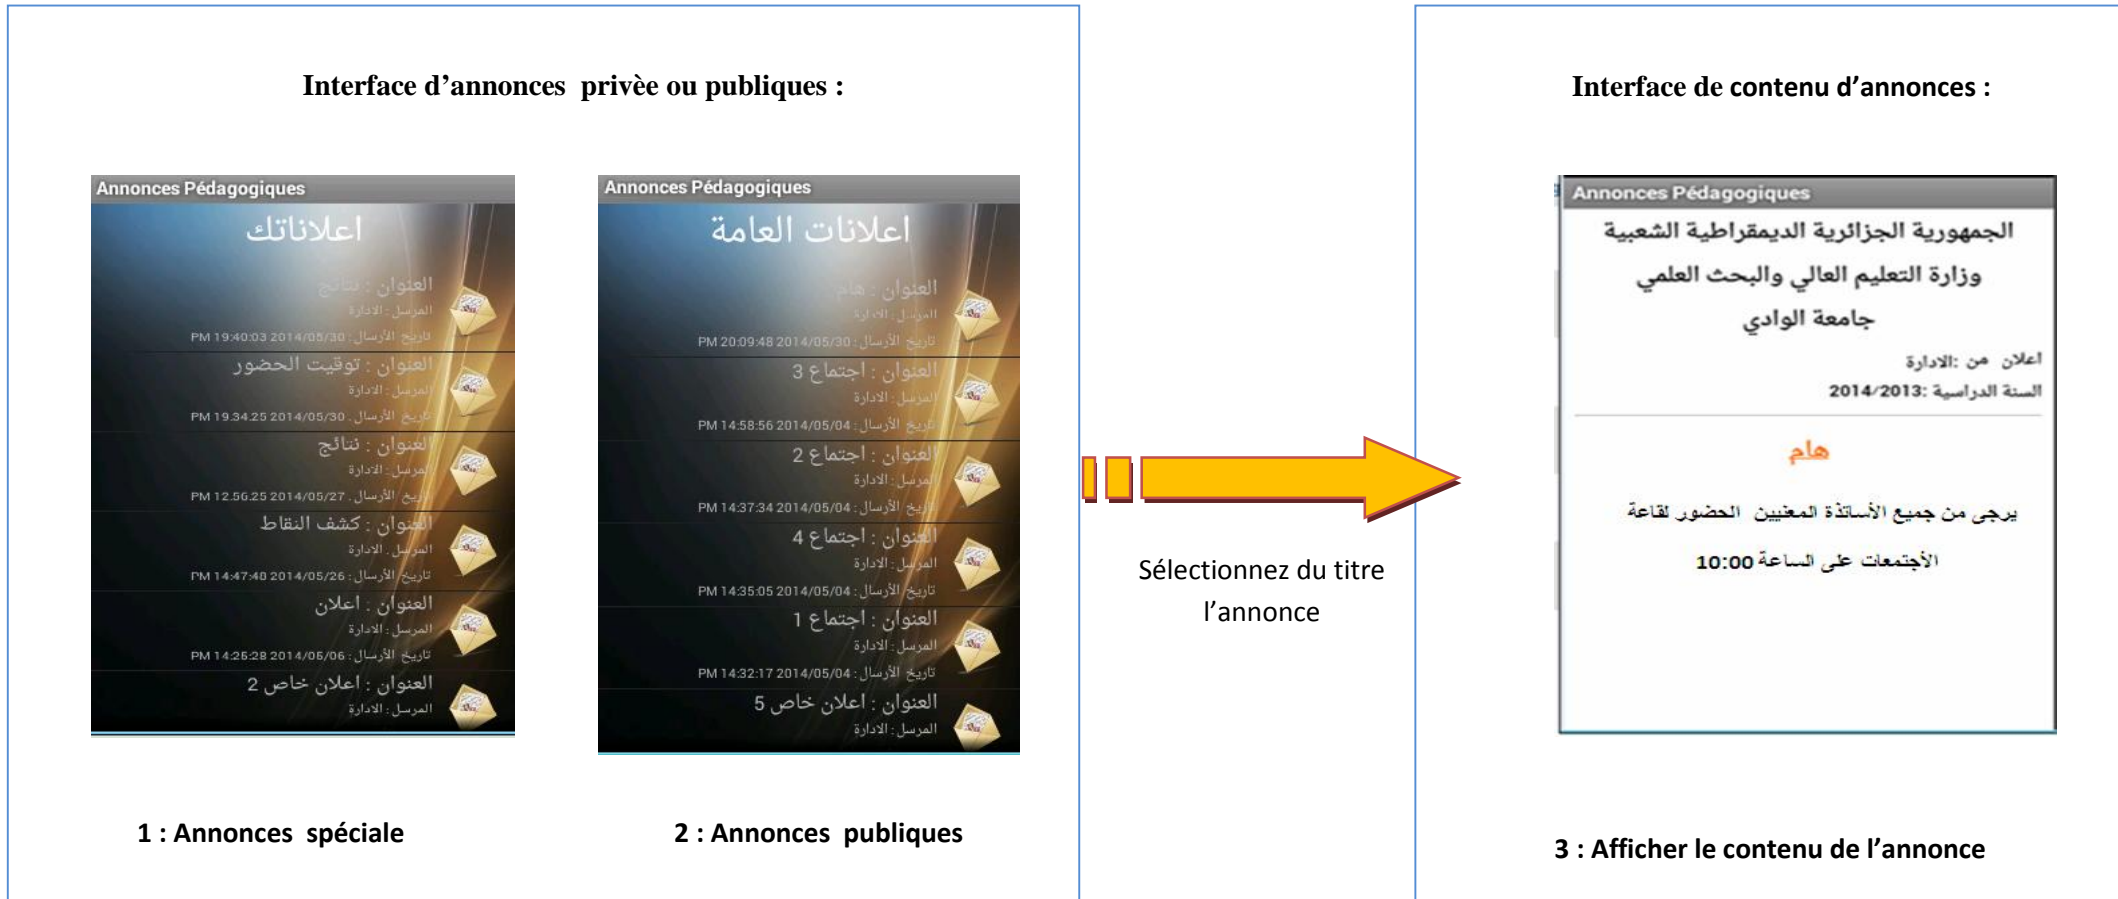 Interface d’annonces  privèe ou publiques :
Annonces Pédagogiques
اعلاناتك
العنوان : نتائج
المرسل : الادارة
تاريخ الأرسال : 2014/05/30 19:40:03 PM
العنوان : توقيت الحضور
المرسل : الادارة
تاريخ الأرسال : 2014/05/30 19:34:25 PM
العنوان : نتائج
المرسل : الادارة
تاريخ الأرسال : 2014/05/27 12:56:25 PM
العنوان : كشف النقاط
المرسل : الادارة
تاريخ الأرسال : 2014/05/26 14:47:40 PM
العنوان : اعلان
المرسل : الادارة
تاريخ الأرسال : 2014/05/06 14:25:28 PM
العنوان : اعلان خاص 2
المرسل : الادارة
1 : Annonces  spéciale
Annonces Pédagogiques
اعلانات العامة
العنوان : هام
المرسل : الادارة
تاريخ الأرسال : 2014/05/30 20:09:48 PM
العنوان : اجتماع 3
المرسل : الادارة
تاريخ الأرسال : 2014/05/04 14:58:56 PM
العنوان : اجتماع 2
المرسل : الادارة
تاريخ الأرسال : 2014/05/04 14:37:34 PM
العنوان : اجتماع 4
المرسل : الادارة
تاريخ الأرسال : 2014/05/04 14:35:05 PM
العنوان : اجتماع 1
المرسل : الادارة
تاريخ الأرسال : 2014/05/04 14:32:17 PM
العنوان : اعلان خاص 5
المرسل : الادارة
2 : Annonces  publiques
Sélectionnez du titre
l’annonce
Interface de contenu d’annonces :
Annonces Pédagogiques
الجمهورية الجزائرية الديمقراطية الشعبية
وزارة التعليم العالي والبحث العلمي
جامعة الوادي
اعلان من :الادارة
السنة الدراسية :2014/2013
هام
يرجى من جميع الأساتذة المعنيين الحضور لقاعة
الأجتمعات على الساعة 10:00
3 : Afficher le contenu de l’annonce